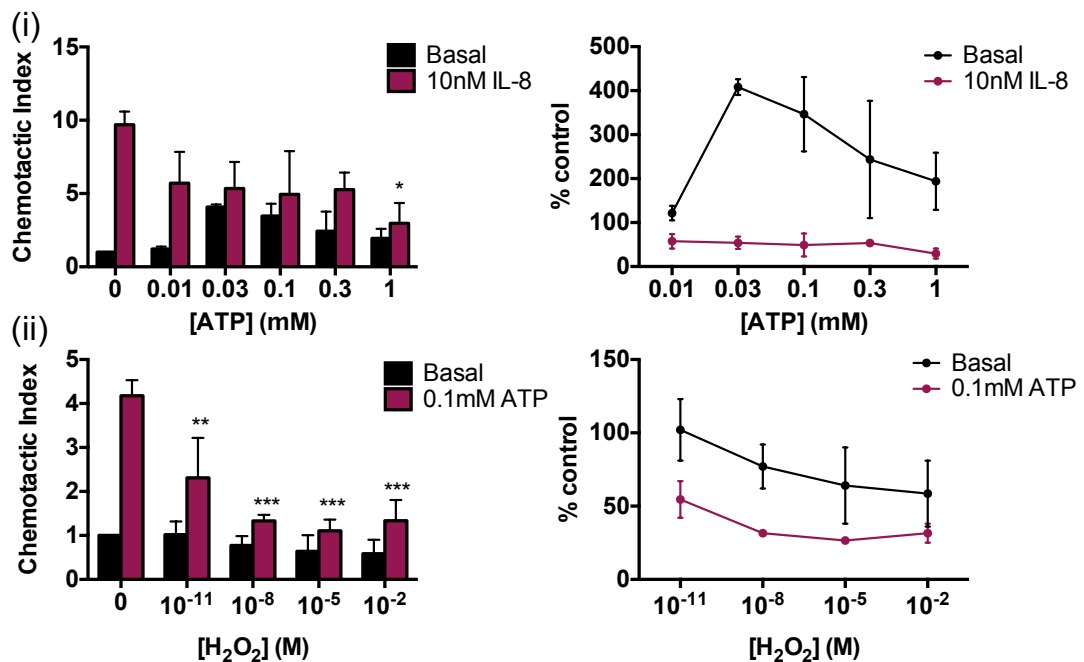 (i)
Chemotactic Index
15
10
5
0
Basal
10nM IL-8
*
0 0.01 0.03 0.1 0.3 1
[ATP] (mM)
% control
500
400
300
200
100
0
Basal
10nM IL-8
0.01 0.03 0.1 0.3 1
[ATP] (mM)
(ii)
Chemotactic Index
5
4
3
2
1
0
Basal
0.1mM ATP
** *** *** ***
0 10⁻¹¹ 10⁻⁸ 10⁻⁵ 10⁻²
[H₂O₂] (M)
% control
150
100
50
0
Basal
0.1mM ATP
10⁻¹¹ 10⁻⁸ 10⁻⁵ 10⁻²
[H₂O₂] (M)